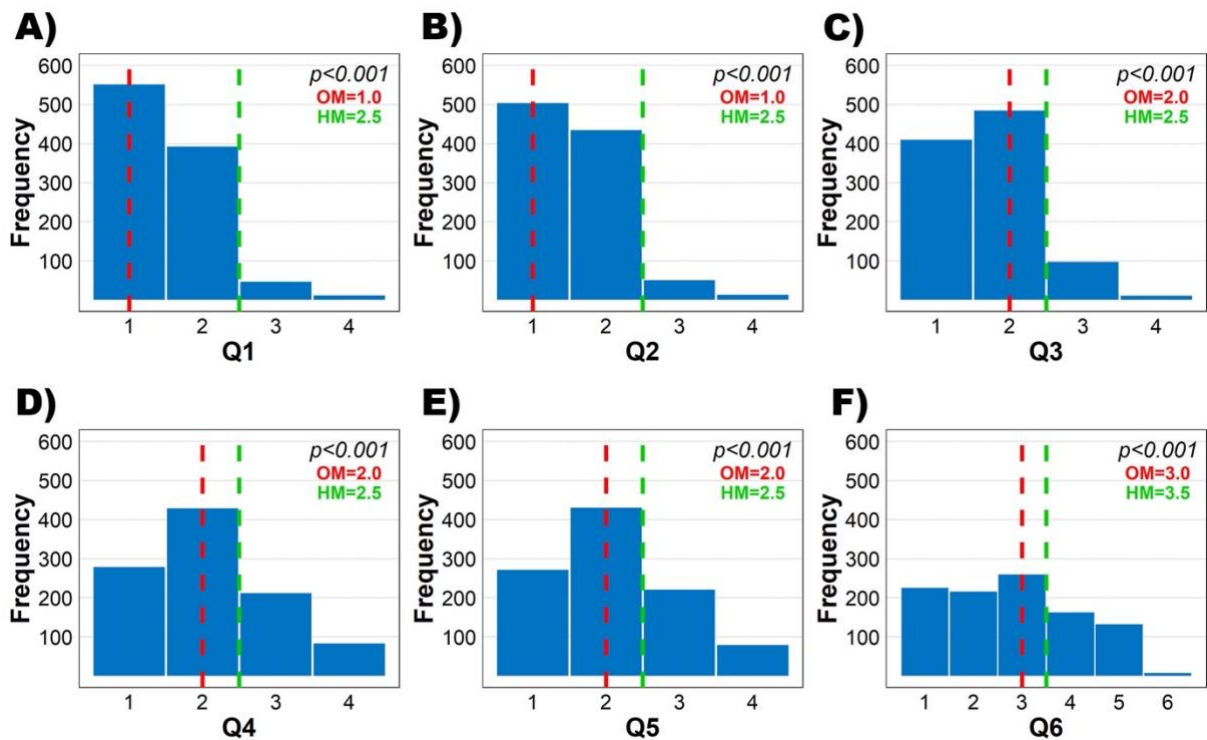 A)
600
500
400
300
200
100
Frequency
p<0.001
OM=1.0
HM=2.5
1 2 3 4
Q1
B)
600
500
400
300
200
100
Frequency
p<0.001
OM=1.0
HM=2.5
1 2 3 4
Q2
C)
600
500
400
300
200
100
Frequency
p<0.001
OM=2.0
HM=2.5
1 2 3 4
Q3
D)
600
500
400
300
200
100
Frequency
p<0.001
OM=2.0
HM=2.5
1 2 3 4
Q4
E)
600
500
400
300
200
100
Frequency
p<0.001
OM=2.0
HM=2.5
1 2 3 4
Q5
F)
600
500
400
300
200
100
Frequency
p<0.001
OM=3.0
HM=3.5
1 2 3 4 5 6
Q6